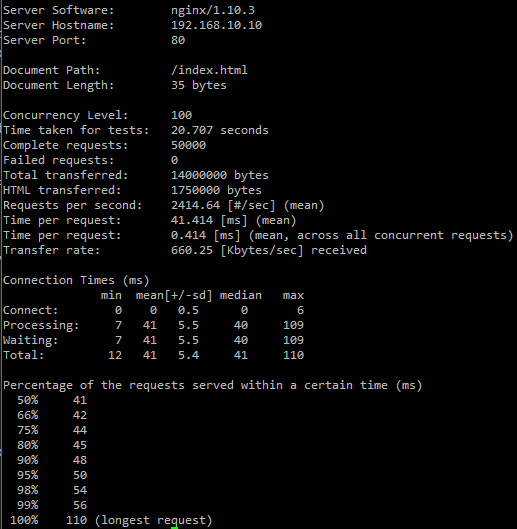 Server Software:        nginx/1.10.3
Server Hostname:        192.168.10.10
Server Port:            80
Document Path:          /index.html
Document Length:        35 bytes
Concurrency Level:      100
Time taken for tests:   20.707 seconds
Complete requests:      50000
Failed requests:        0
Total transferred:      14000000 bytes
HTML transferred:       1750000 bytes
Requests per second:    2414.64 [#/sec] (mean)
Time per request:       41.414 [ms] (mean)
Time per request:       0.414 [ms] (mean, across all concurrent requests)
Transfer rate:          660.25 [Kbytes/sec] received
Connection Times (ms)
              min  mean[+/-sd] median   max
Connect:        0    0   0.5      0       6
Processing:     7   41   5.5     40     109
Waiting:        7   41   5.5     40     109
Total:         12   41   5.4     41     110
Percentage of the requests served within a certain time (ms)
  50%     41
  66%     42
  75%     44
  80%     45
  90%     48
  95%     50
  98%     54
  99%     56
 100%    110 (longest request)